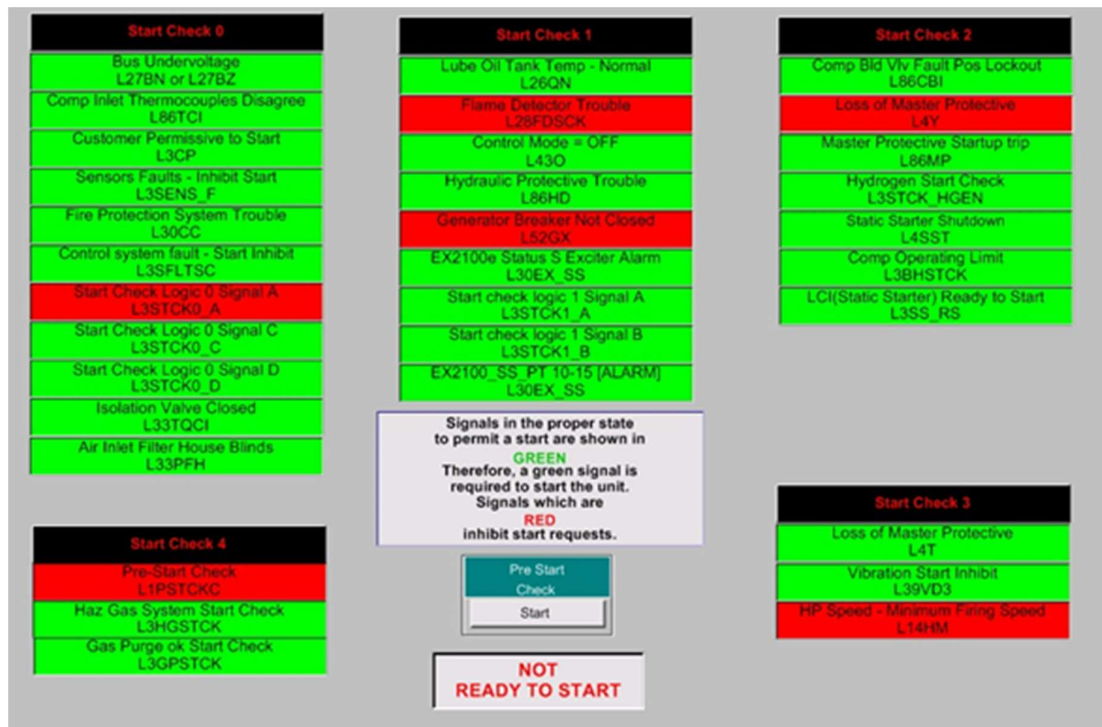 Start Check 0
Bus Undervoltage
L27BN or L27BZ
Comp Inlet Thermocouples Disagree
L86TCI
Customer Permissive to Start
L3CP
Sensors Faults - Inhibit Start
L3SENS_F
Fire Protection System Trouble
L30CC
Control system fault - Start Inhibit
L3SFLTSC
Start Check Logic 0 Signal A
L3STCK0_A
Start Check Logic 0 Signal C
L3STCK0_C
Start Check Logic 0 Signal D
L3STCK0_D
Isolation Valve Closed
L33TQCI
Air Inlet Filter House Blinds
L33PFH
Start Check 1
Lube Oil Tank Temp - Normal
L26QN
Flame Detector Trouble
L28FDSCK
Control Mode = OFF
L43O
Hydraulic Protective Trouble
L86HD
Generator Breaker Not Closed
L52GX
EX2100e Status S Exciter Alarm
L30EX_SS
Start check logic 1 Signal A
L3STCK1_A
Start check logic 1 Signal B
L3STCK1_B
EX2100_SS_PT 10-15 [ALARM]
L30EX_SS
Start Check 2
Comp Bld Vlv Fault Pos Lockout
L86CBI
Loss of Master Protective
L4Y
Master Protective Startup trip
L86MP
Hydrogen Start Check
L3STCK_HGEN
Static Starter Shutdown
L4SST
Comp Operating Limit
L3BHSTCK
LCI(Static Starter) Ready to Start
L3SS_RS
Signals in the proper state
to permit a start are shown in
GREEN
Therefore, a green signal is
required to start the unit.
Signals which are
RED
inhibit start requests.
Start Check 4
Pre-Start Check
L1PSTCKC
Haz Gas System Start Check
L3HGSTCK
Gas Purge ok Start Check
L3GPSTCK
Pre Start
Check
Start
NOT
READY TO START
Start Check 3
Loss of Master Protective
L4T
Vibration Start Inhibit
L39VD3
HP Speed - Minimum Firing Speed
L14HM